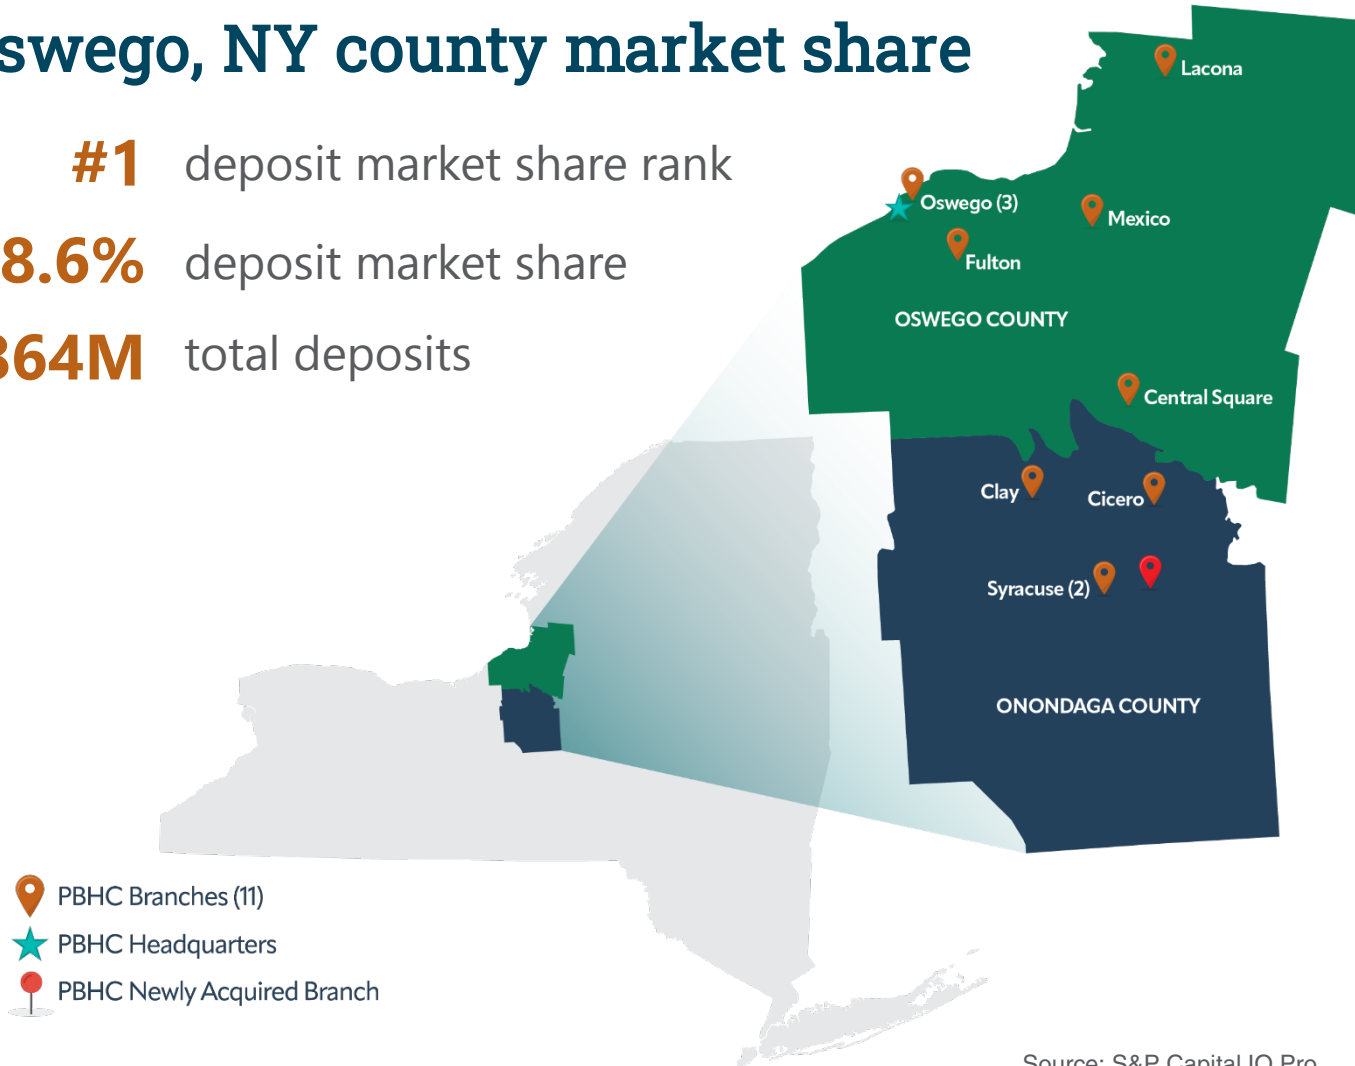 swego, NY county market share
#1 deposit market share rank
8.6% deposit market share
364M total deposits
Lacona
Oswego (3)
Mexico
Fulton
OSWEGO COUNTY
Central Square
Clay
Cicero
Syracuse (2)
ONONDAGA COUNTY
PBHC Branches (11)
PBHC Headquarters
PBHC Newly Acquired Branch
Source: S&P Capital IQ Pro